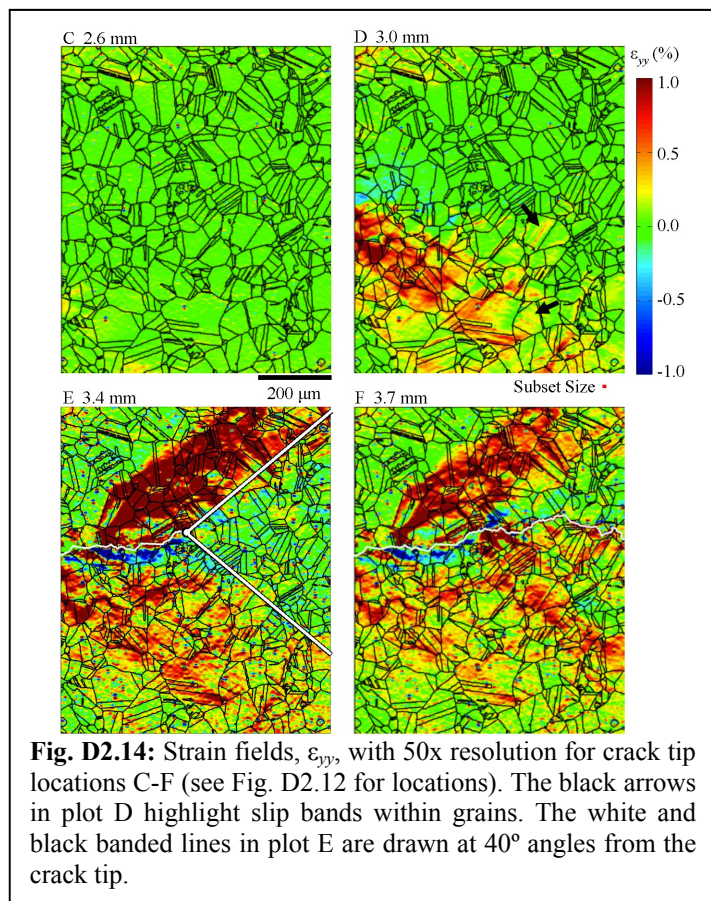 C 2.6 mm
D 3.0 mm
εyy (%)
1.0
0.5
0.0
-0.5
-1.0
200 μm
Subset Size
E 3.4 mm
F 3.7 mm
Fig. D2.14: Strain fields, εyy, with 50x resolution for crack tip
locations C-F (see Fig. D2.12 for locations). The black arrows
in plot D highlight slip bands within grains. The white and
black banded lines in plot E are drawn at 40º angles from the
crack tip.